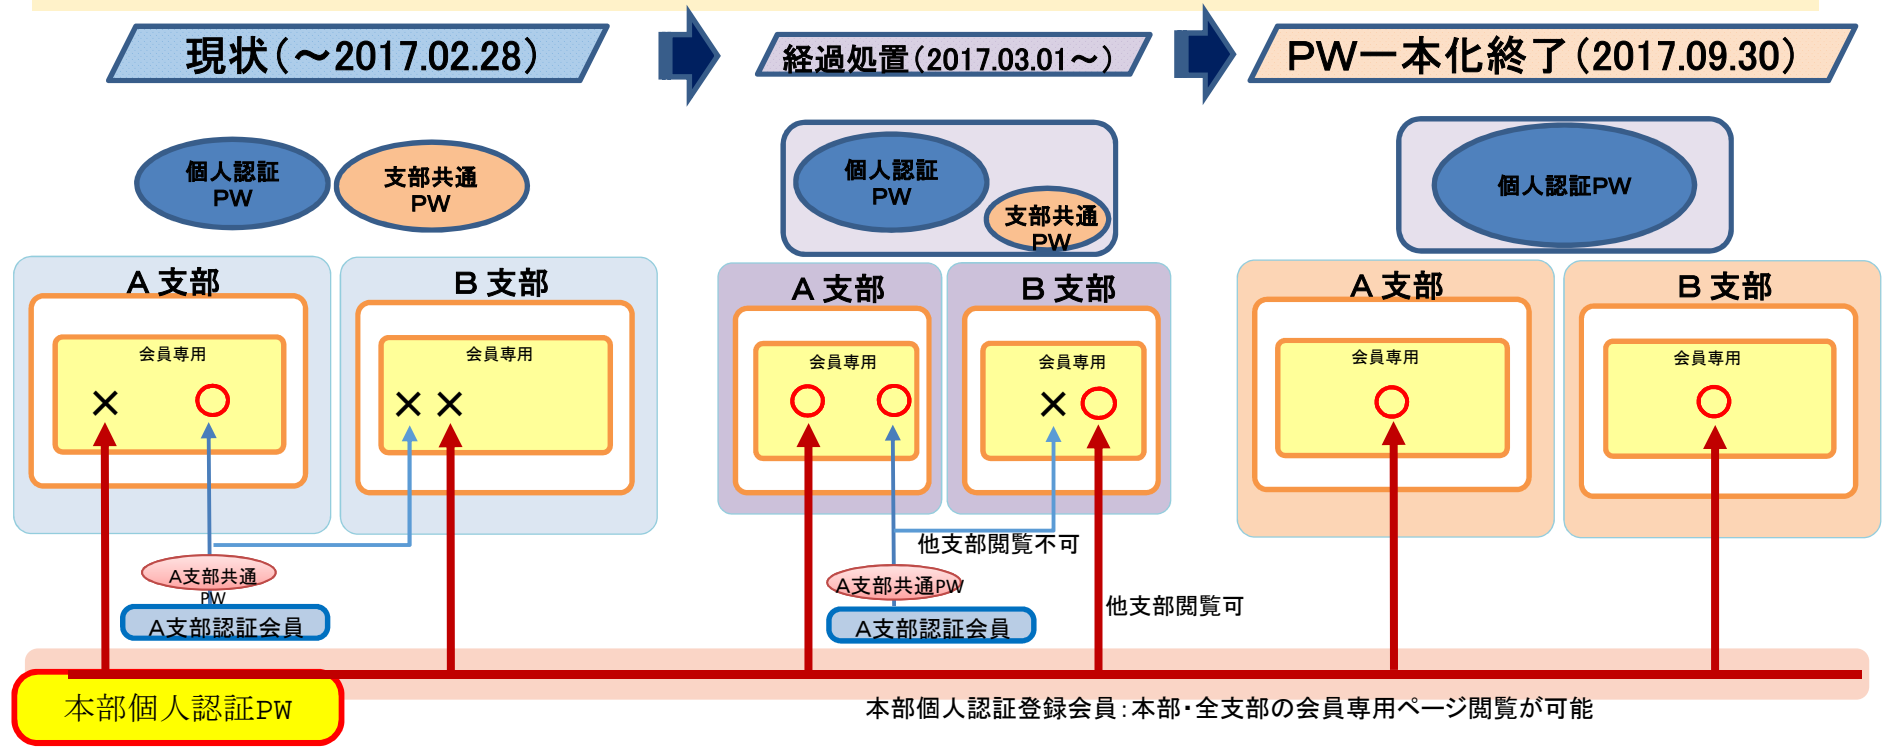 現状（～2017.02.28）
経過処置（2017.03.01～）
PW一本化終了（2017.09.30）
個人認証
PW
支部共通
PW
個人認証
PW
支部共通
PW
個人認証PW
A 支部
B 支部
A 支部
B 支部
A 支部
B 支部
会員専用
会員専用
会員専用
会員専用
会員専用
会員専用
× ○
× ×
○ ○
× ○
○
○
他支部閲覧不可
A支部共通
PW
A支部認証会員
A支部共通PW
A支部認証会員
他支部閲覧可
本部個人認証PW
本部個人認証登録会員：本部・全支部の会員専用ページ閲覧が可能